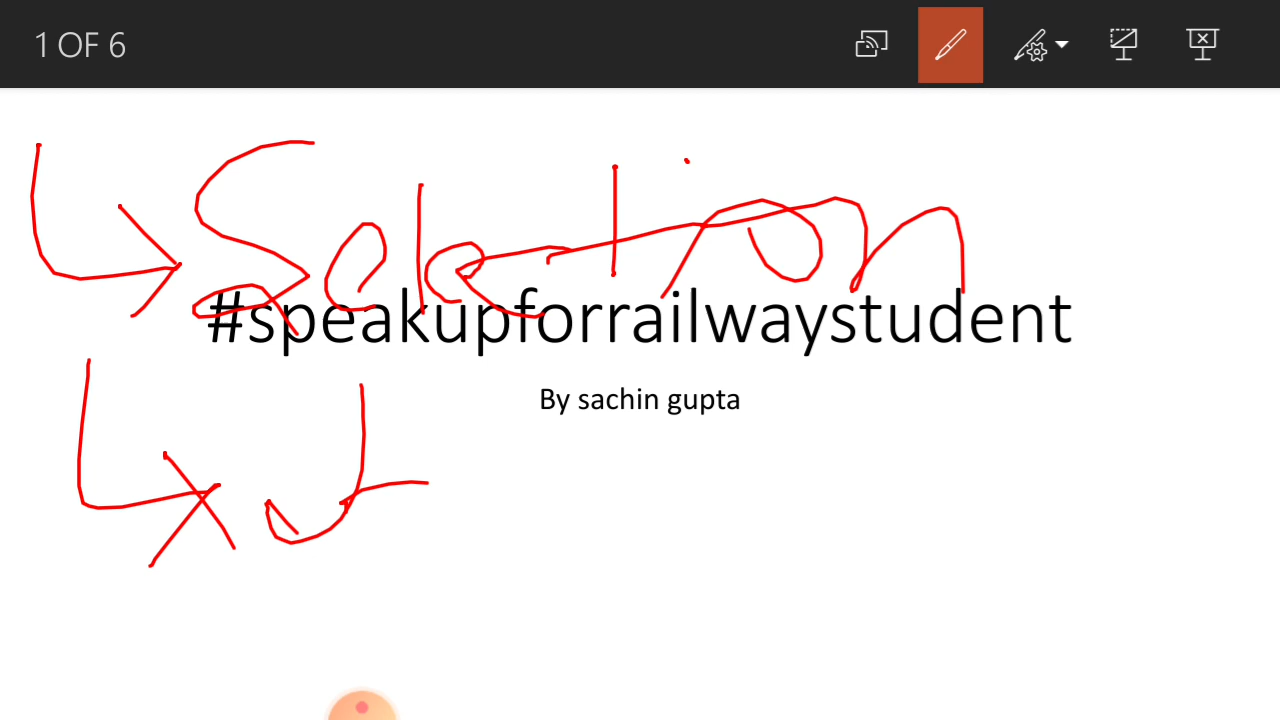 1 OF 6
Selection
#speakupforrailwaystudent
By sachin gupta